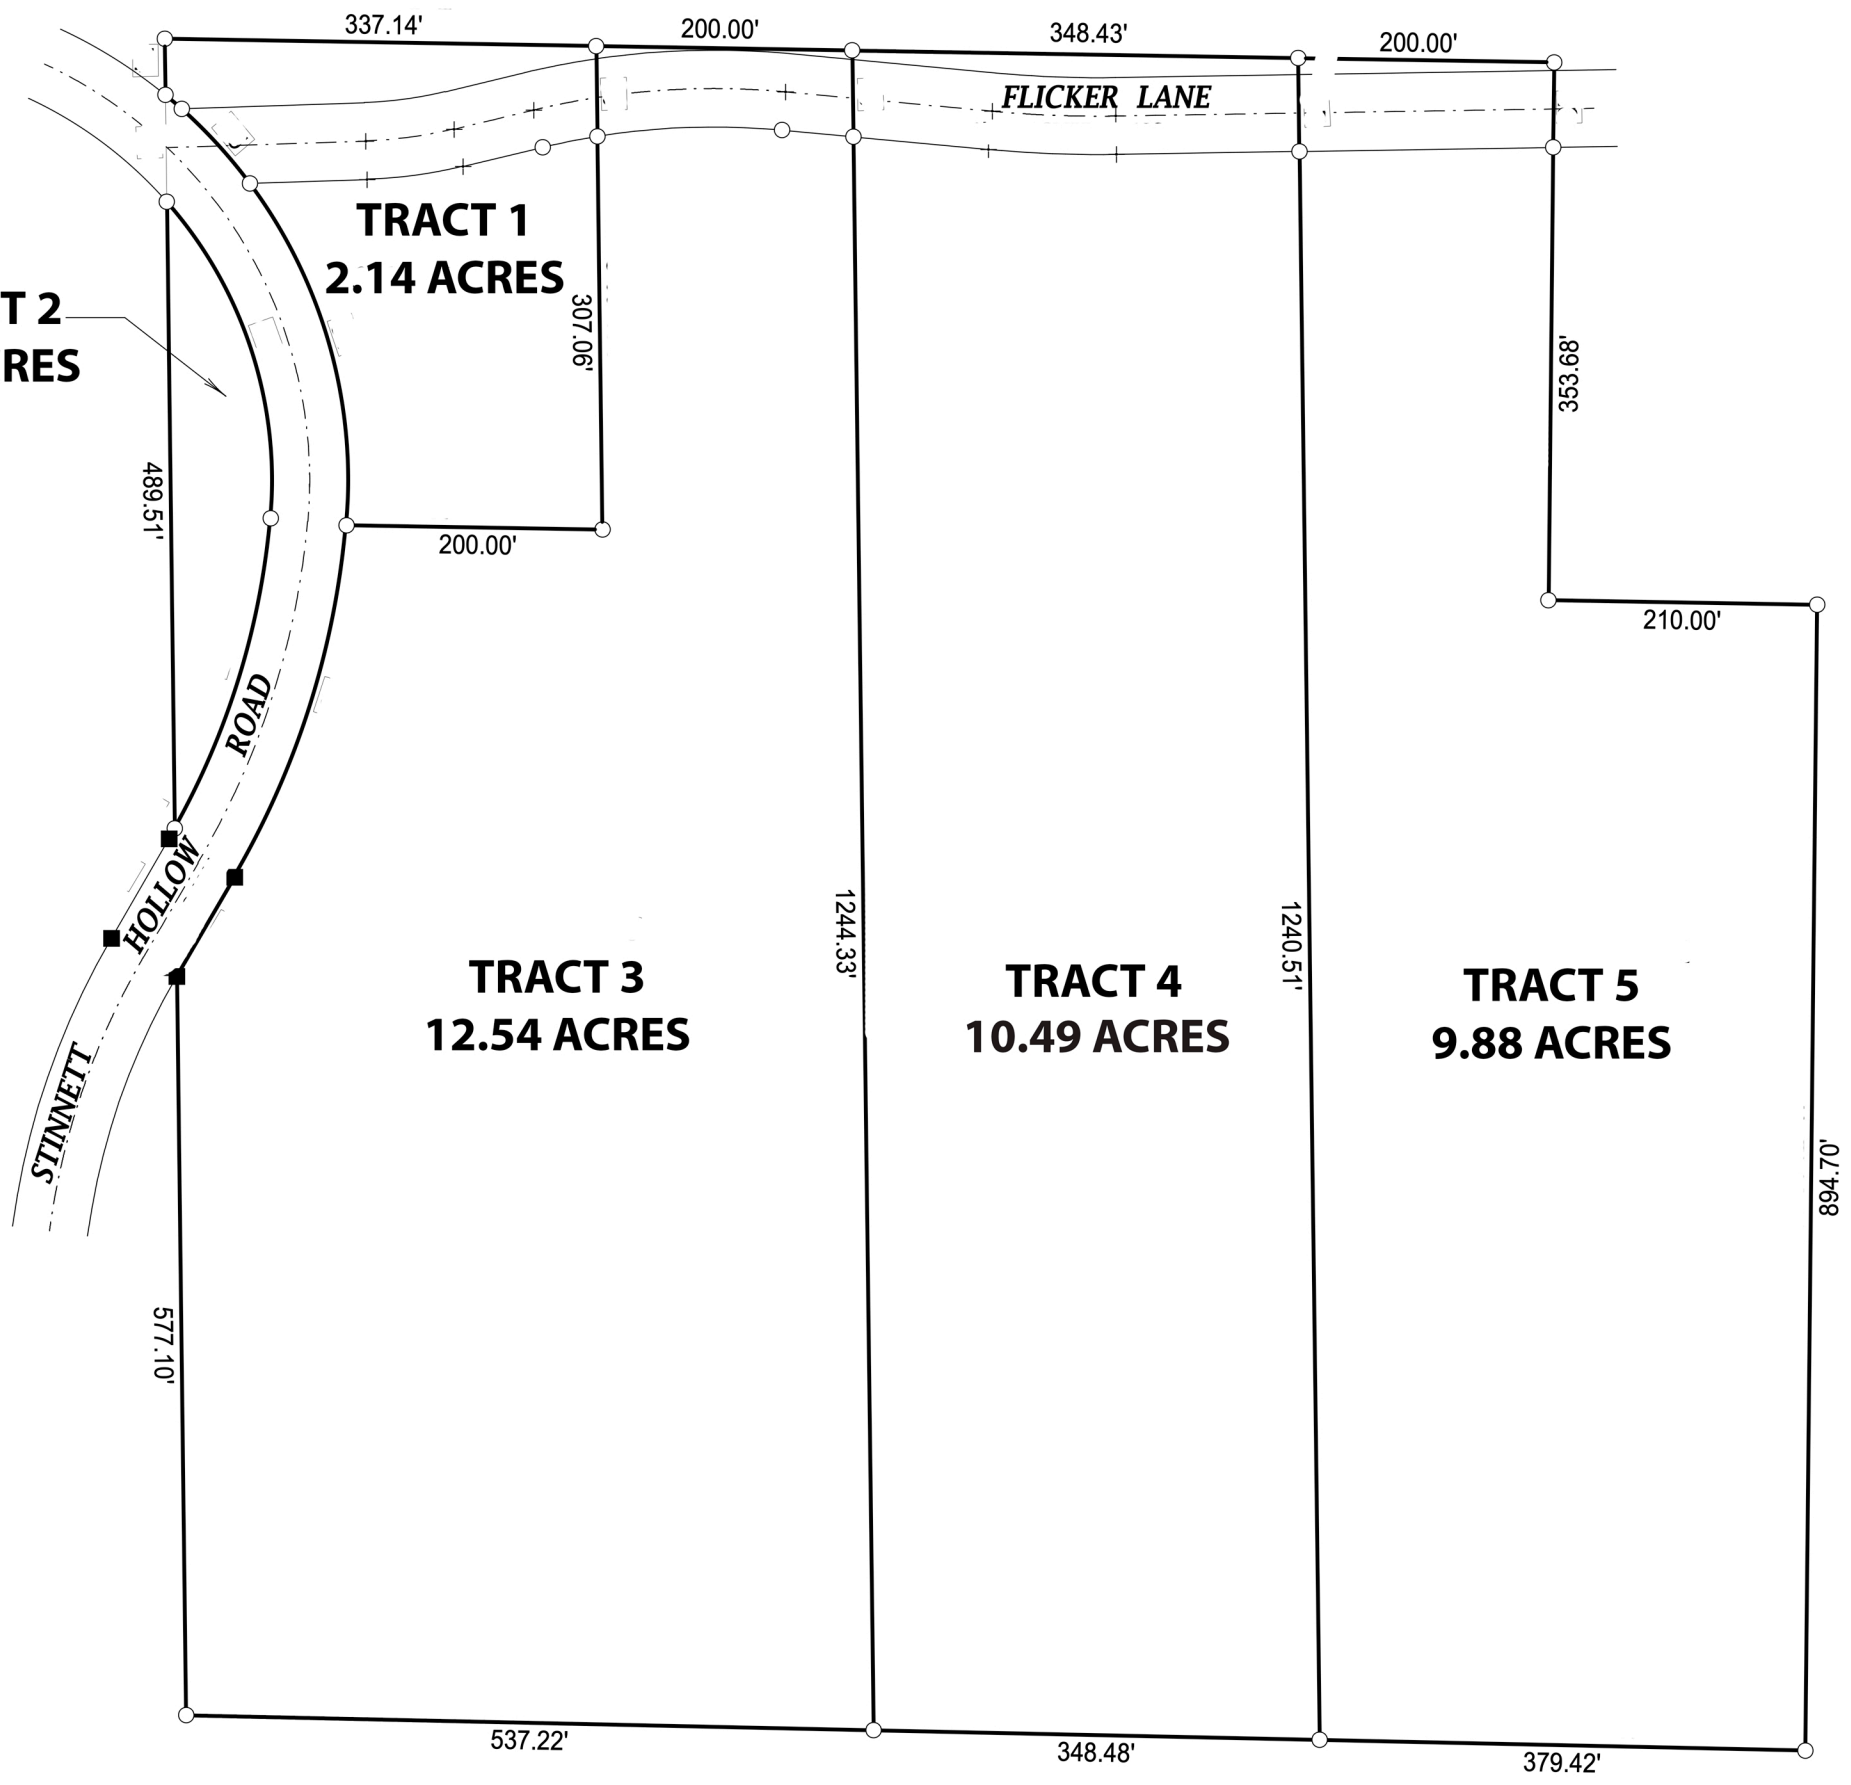 337.14'
200.00'
348.43'
200.00'
FLICKER LANE
TRACT 1
2.14 ACRES
T 2
RES
307.06'
353.68'
489.51'
200.00'
210.00'
ROAD
HOLLOW
STINNETT
1244.33'
1240.51'
TRACT 3
12.54 ACRES
TRACT 4
10.49 ACRES
TRACT 5
9.88 ACRES
894.70'
577.10'
537.22'
348.48'
379.42'